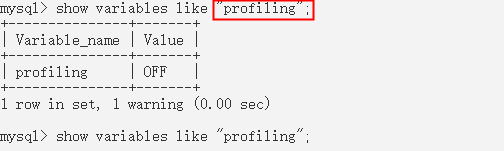 mysql> show variables like "profiling";
+---------------+-------+
| Variable_name | Value |
+---------------+-------+
| profiling     | OFF   |
+---------------+-------+
1 row in set, 1 warning (0.00 sec)
mysql> show variables like "profiling";